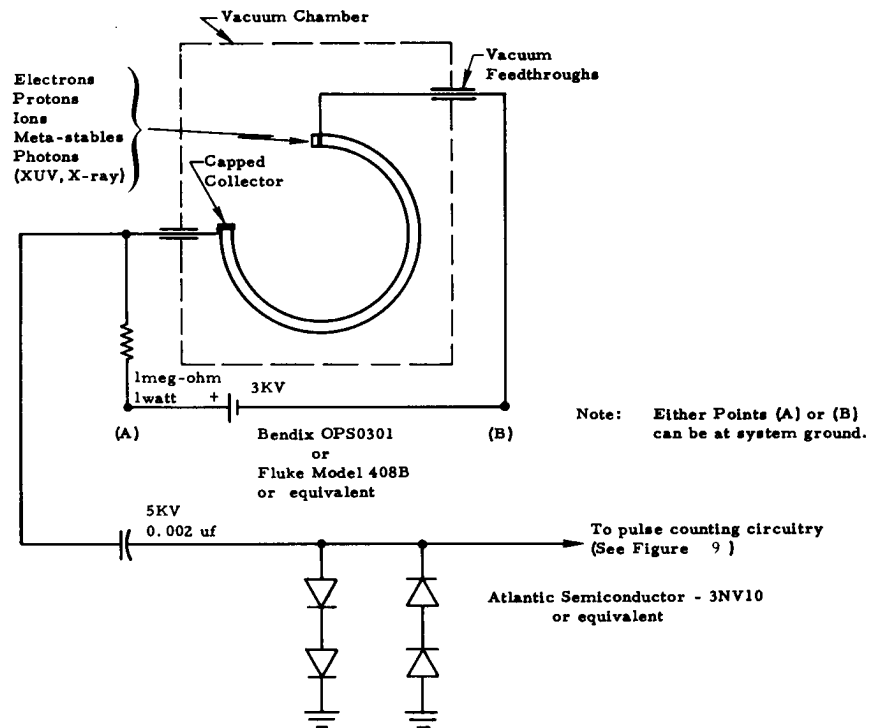 Vacuum Chamber
Vacuum
Feedthroughs
Electrons
Protons
Ions
Meta-stables
Photons
(XUV, X-ray)
Capped
Collector
1meg-ohm
1watt
+
3KV
(A)
(B)
Bendix OPS0301
or
Fluke Model 408B
or equivalent
Note: Either Points (A) or (B)
can be at system ground.
5KV
0.002 uf
To pulse counting circuitry
(See Figure 9 )
Atlantic Semiconductor - 3NV10
or equivalent